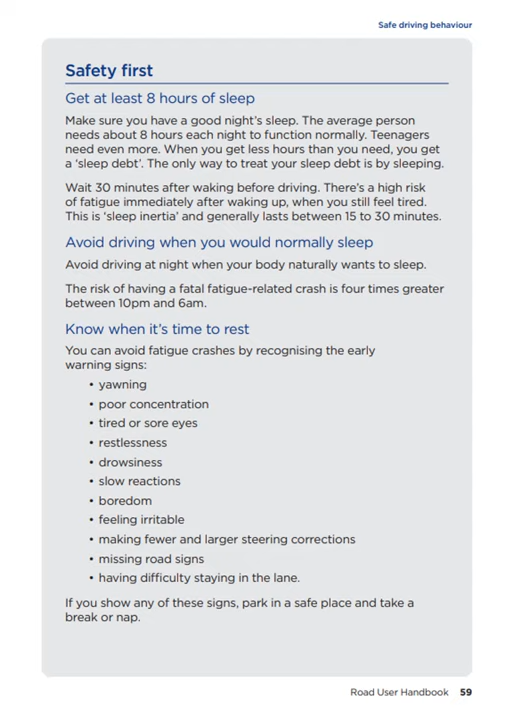 Safe driving behaviour
Safety first
Get at least 8 hours of sleep
Make sure you have a good night's sleep. The average person
needs about 8 hours each night to function normally. Teenagers
need even more. When you get less hours than you need, you get
a 'sleep debt'. The only way to treat your sleep debt is by sleeping.
Wait 30 minutes after waking before driving. There's a high risk
of fatigue immediately after waking up, when you still feel tired.
This is 'sleep inertia' and generally lasts between 15 to 30 minutes.
Avoid driving when you would normally sleep
Avoid driving at night when your body naturally wants to sleep.
The risk of having a fatal fatigue-related crash is four times greater
between 10pm and 6am.
Know when it's time to rest
You can avoid fatigue crashes by recognising the early
warning signs:
• yawning
• poor concentration
• tired or sore eyes
• restlessness
• drowsiness
• slow reactions
• boredom
• feeling irritable
• making fewer and larger steering corrections
• missing road signs
• having difficulty staying in the lane.
If you show any of these signs, park in a safe place and take a
break or nap.
Road User Handbook 59